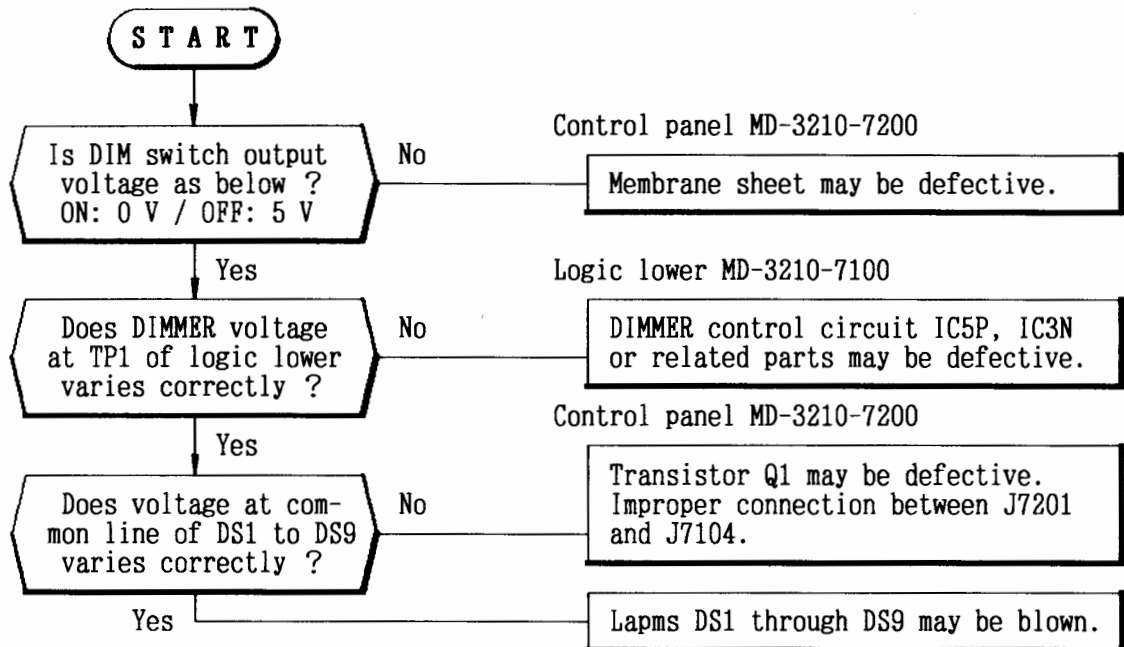 START
Is DIM switch output
voltage as below ?
ON: 0 V / OFF: 5 V
No
Control panel MD-3210-7200
Membrane sheet may be defective.
Yes
Does DIMMER voltage
at TP1 of logic lower
varies correctly ?
No
Logic lower MD-3210-7100
DIMMER control circuit IC5P, IC3N
or related parts may be defective.
Yes
Does voltage at com-
mon line of DS1 to DS9
varies correctly ?
No
Control panel MD-3210-7200
Transistor Q1 may be defective.
Improper connection between J7201
and J7104.
Yes
Lapms DS1 through DS9 may be blown.